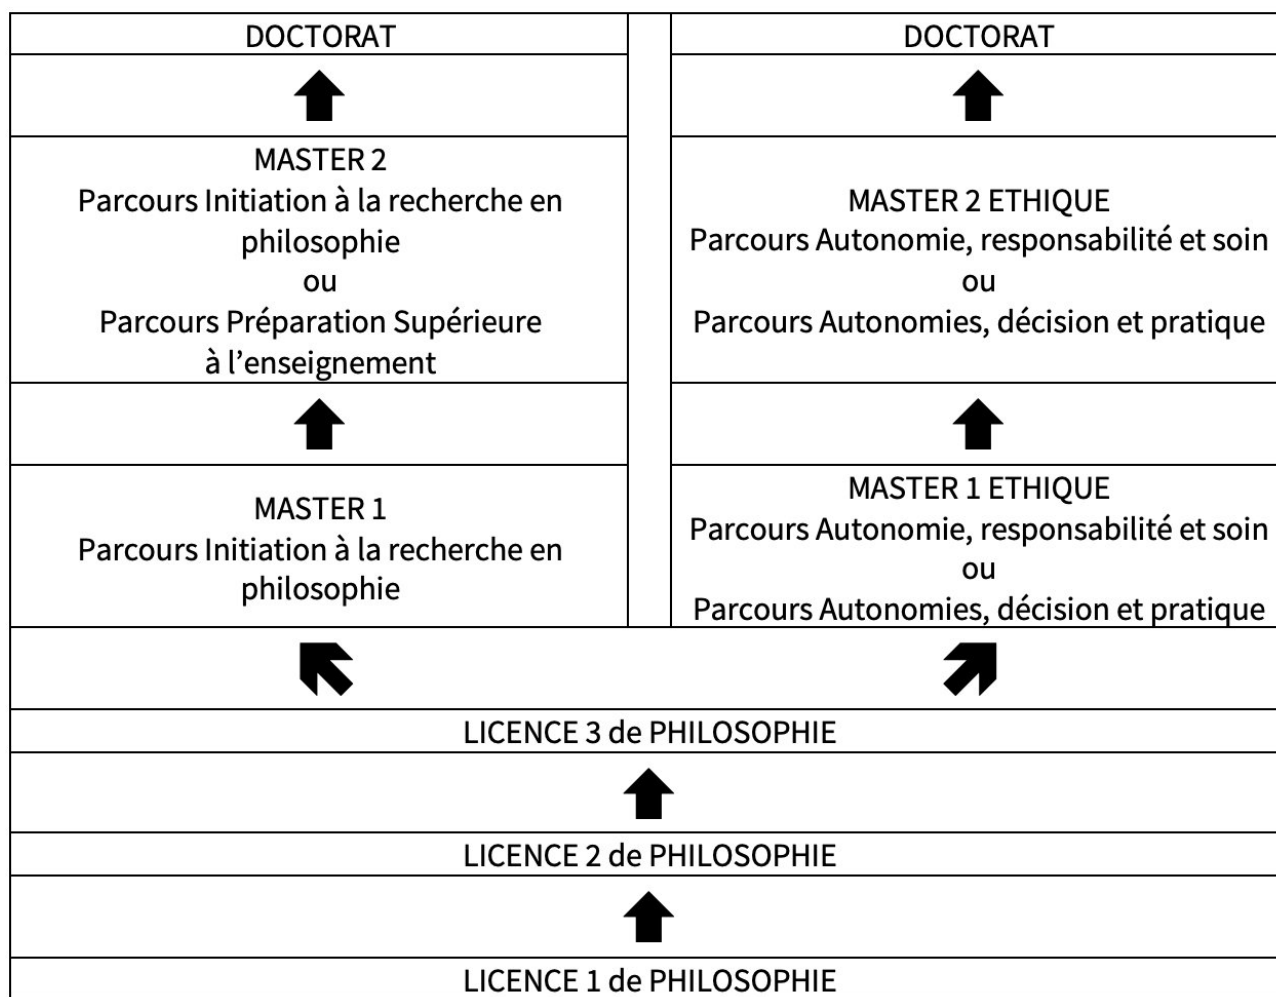 DOCTORAT
MASTER 2
Parcours Initiation à la recherche en
philosophie
ou
Parcours Préparation Supérieure
à l’enseignement
MASTER 1
Parcours Initiation à la recherche en
philosophie
DOCTORAT
MASTER 2 ETHIQUE
Parcours Autonomie, responsabilité et soin
ou
Parcours Autonomies, décision et pratique
MASTER 1 ETHIQUE
Parcours Autonomie, responsabilité et soin
ou
Parcours Autonomies, décision et pratique
LICENCE 3 de PHILOSOPHIE
LICENCE 2 de PHILOSOPHIE
LICENCE 1 de PHILOSOPHIE